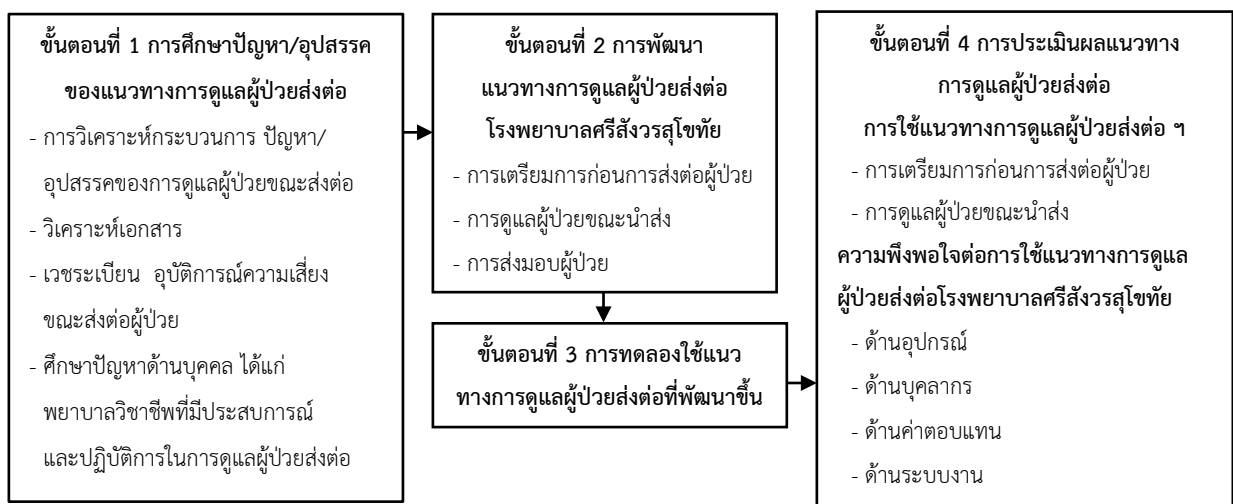 ขั้นตอนที่ 1 การศึกษาปัญหา/อุปสรรค
ของแนวทางการดูแลผู้ป่วยส่งต่อ
- การวิเคราะห์กระบวนการ ปัญหา/
อุปสรรคของการดูแลผู้ป่วยขณะส่งต่อ
- วิเคราะห์เอกสาร
- เวชระเบียน อุบัติการณ์ความเสี่ยง
ขณะส่งต่อผู้ป่วย
- ศึกษาปัญหาด้านบุคคล ได้แก่
พยาบาลวิชาชีพที่มีประสบการณ์
และปฏิบัติการในการดูแลผู้ป่วยส่งต่อ
ขั้นตอนที่ 2 การพัฒนา
แนวทางการดูแลผู้ป่วยส่งต่อ
โรงพยาบาลศรีสังวรสุโขทัย
- การเตรียมการก่อนการส่งต่อผู้ป่วย
- การดูแลผู้ป่วยขณะนำส่ง
- การส่งมอบผู้ป่วย
ขั้นตอนที่ 3 การทดลองใช้แนว
ทางการดูแลผู้ป่วยส่งต่อที่พัฒนาขึ้น
ขั้นตอนที่ 4 การประเมินผลแนวทาง
การดูแลผู้ป่วยส่งต่อ
การใช้แนวทางการดูแลผู้ป่วยส่งต่อ ฯ
- การเตรียมการก่อนการส่งต่อผู้ป่วย
- การดูแลผู้ป่วยขณะนำส่ง
ความพึงพอใจต่อการใช้แนวทางการดูแล
ผู้ป่วยส่งต่อโรงพยาบาลศรีสังวรสุโขทัย
- ด้านอุปกรณ์
- ด้านบุคลากร
- ด้านค่าตอบแทน
- ด้านระบบงาน